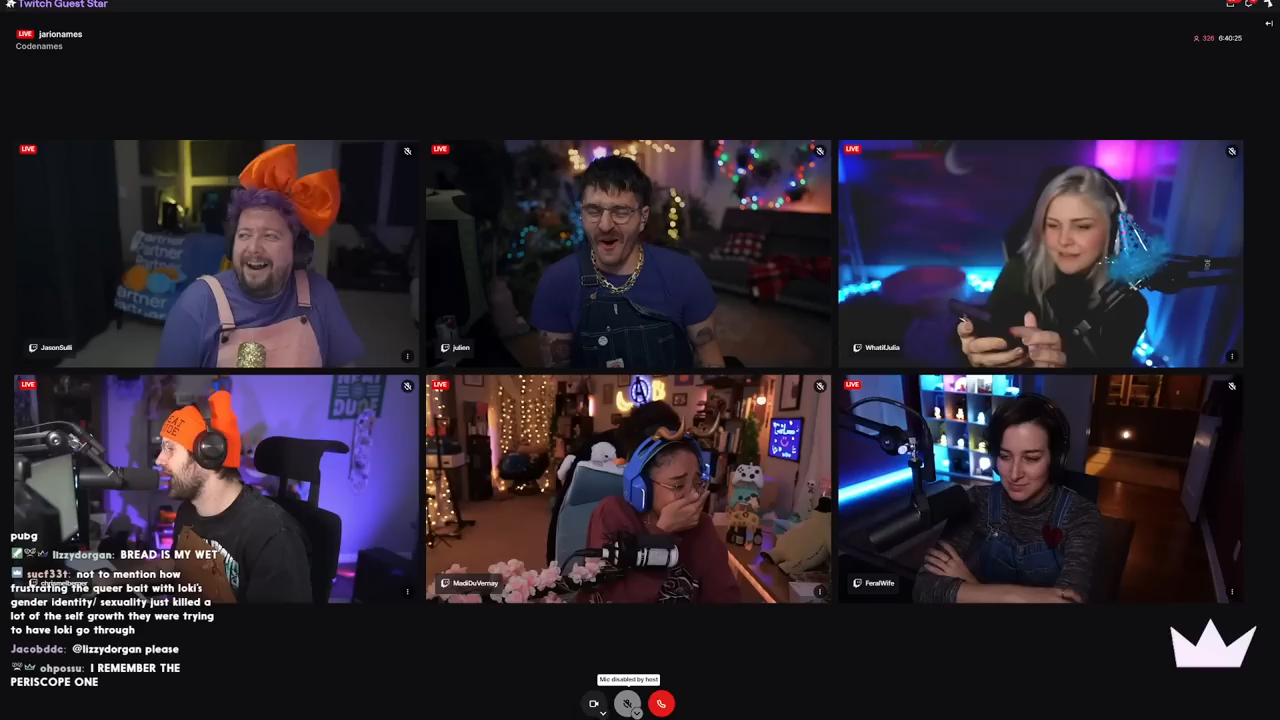 Twitch Guest Star
LIVE jarionames
Codenames
326 6:40:25
LIVE
LIVE
LIVE
Partner
Partner
JasonSulli
julien
WhatifJulia
LIVE
LIVE
LIVE
MadiDuVernay
FeralWife
pubg
lizzydorgan: BREAD IS MY WET
sucf33t: not to mention how
frustrating the queer bait with loki's
gender identity/ sexuality just killed a
lot of the self growth they were trying
to have loki go through
Jacobddc: @lizzydorgan please
ohpossu: I REMEMBER THE
PERISCOPE ONE
Mic disabled by host